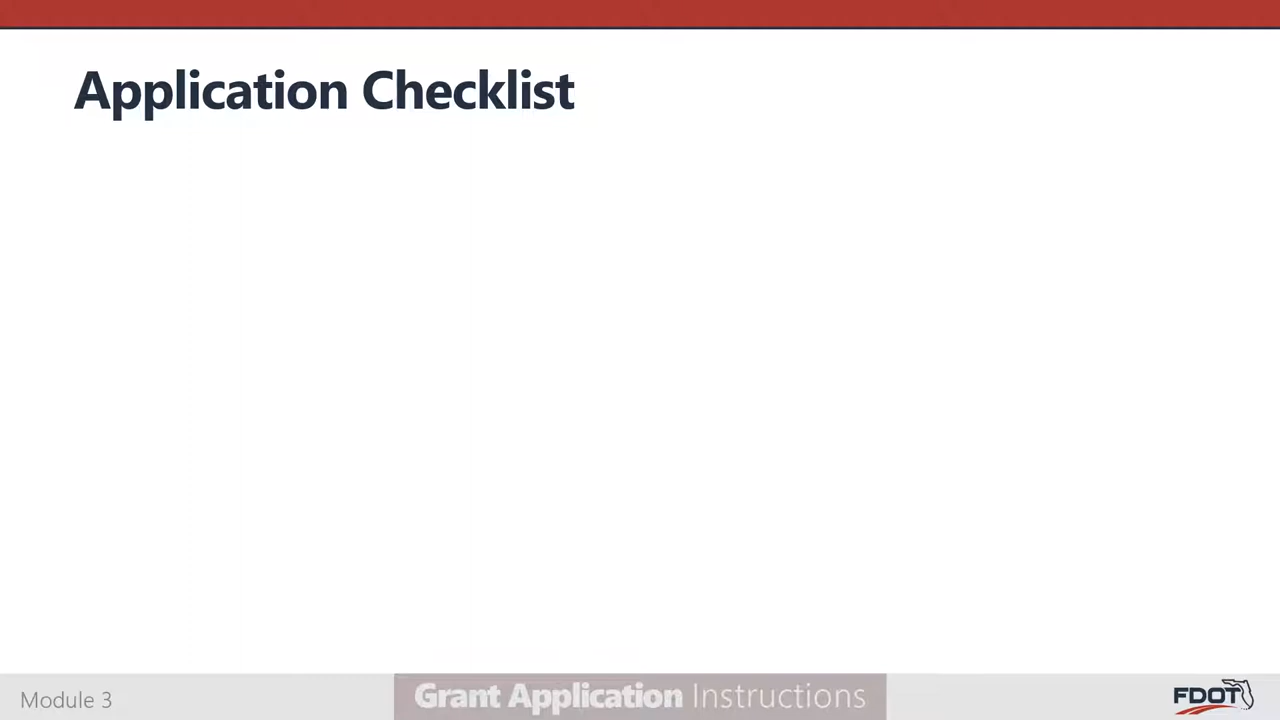 Application Checklist
Module 3
Grant Application Instructions
FDOT